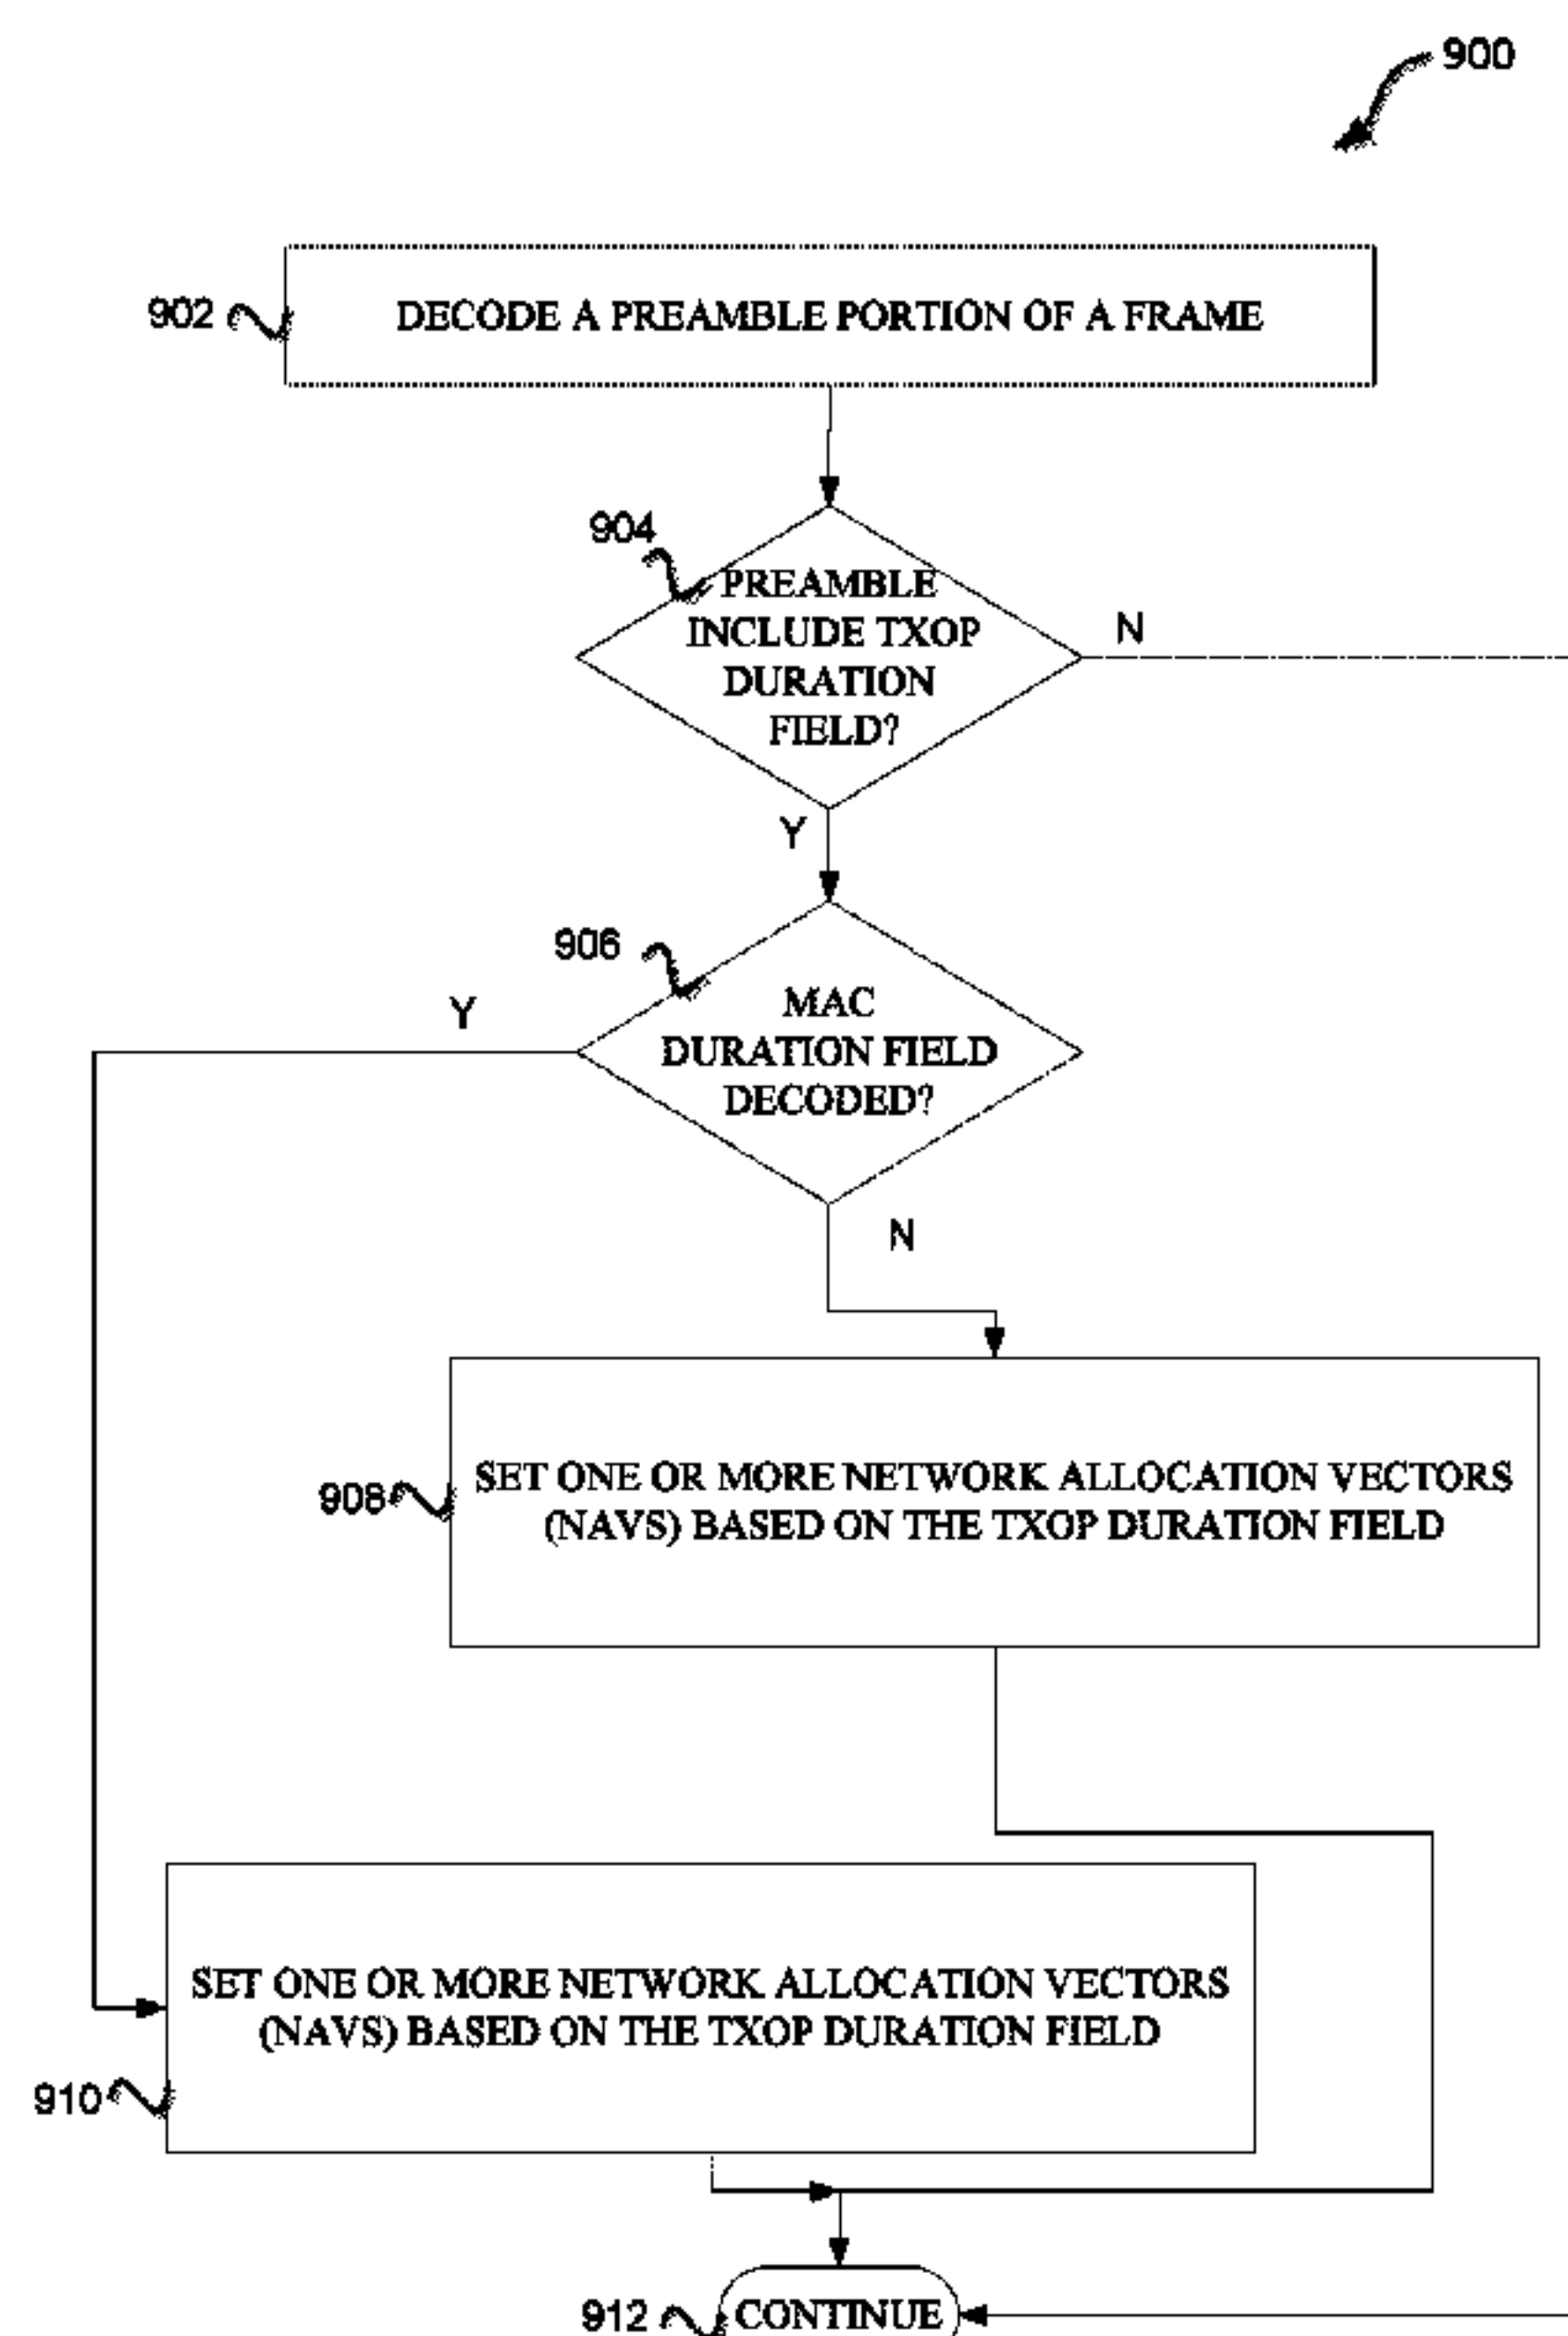 900
902
DECODE A PREAMBLE PORTION OF A FRAME
904
PREAMBLE
INCLUDE TXOP
DURATION
FIELD?
N
Y
906
MAC
DURATION FIELD
DECODED?
Y
N
908
SET ONE OR MORE NETWORK ALLOCATION VECTORS
(NAVS) BASED ON THE TXOP DURATION FIELD
SET ONE OR MORE NETWORK ALLOCATION VECTORS
(NAVS) BASED ON THE TXOP DURATION FIELD
910
912
CONTINUE